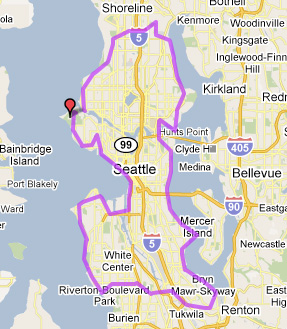 Shoreline
Bothell
Kenmore
Woodinville
Kingsgate
Inglewood-Finn
Hill
5
Kirkland
Redm
99
Hunts Point
Clyde Hill
405
Bainbridge
Island
Seattle
Medina
Bellevue
Port Blakely
Ward
90
Eastga
Mercer
Island
5
Newcastle
White
Center
Bryn
Mawr-Skyway
Riverton Boulevard
Park
Renton
Tukwila
Burien